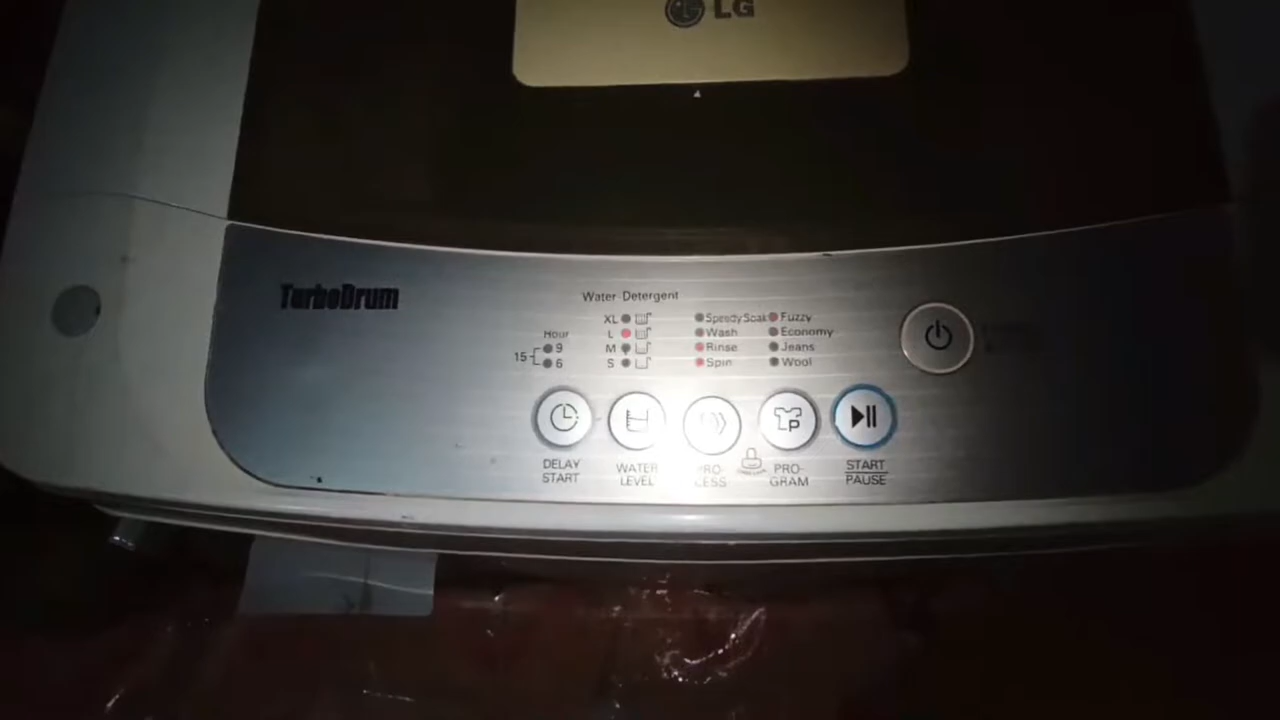 LG
TurboDrum
Water-Detergent
XL
L
M
S
Hour
15
9
6
Speedy Soak
Wash
Rinse
Spin
Fuzzy
Economy
Jeans
Wool
DELAY
START
WATER
LEVEL
PRO
CESS
PRO-
GRAM
P
START
PAUSE